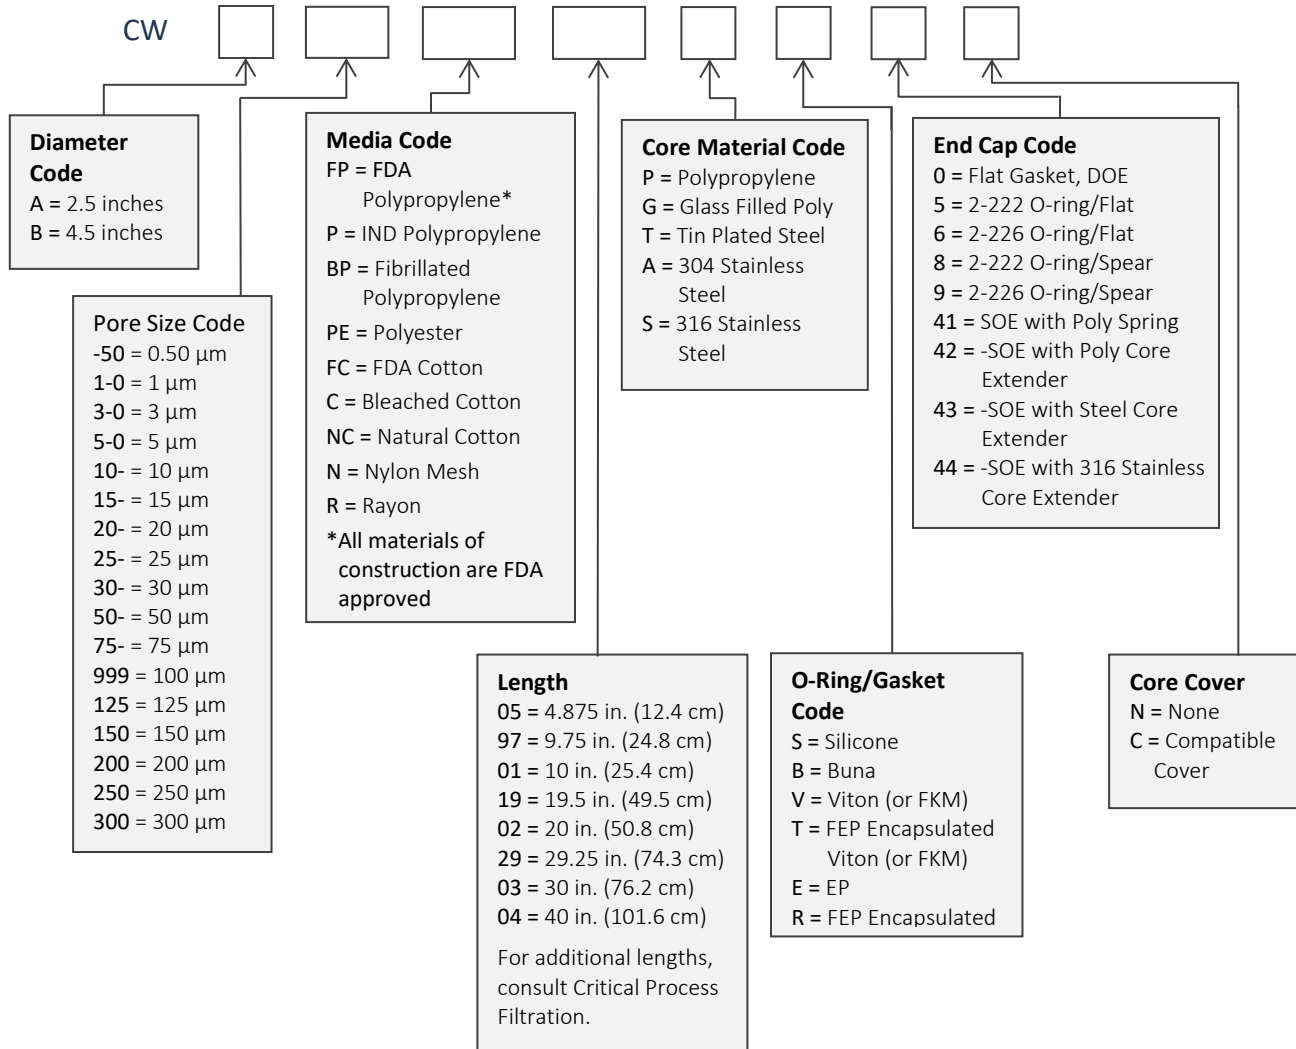 CW
Diameter
Code
A = 2.5 inches
B = 4.5 inches
Pore Size Code
-50 = 0.50 µm
1-0 = 1 µm
3-0 = 3 µm
5-0 = 5 µm
10- = 10 µm
15- = 15 µm
20- = 20 µm
25- = 25 µm
30- = 30 µm
50- = 50 µm
75- = 75 µm
999 = 100 µm
125 = 125 µm
150 = 150 µm
200 = 200 µm
250 = 250 µm
300 = 300 µm
Media Code
FP = FDA
Polypropylene*
P = IND Polypropylene
BP = Fibrillated
Polypropylene
PE = Polyester
FC = FDA Cotton
C = Bleached Cotton
NC = Natural Cotton
N = Nylon Mesh
R = Rayon
*All materials of
construction are FDA
approved
Length
05 = 4.875 in. (12.4 cm)
97 = 9.75 in. (24.8 cm)
01 = 10 in. (25.4 cm)
19 = 19.5 in. (49.5 cm)
02 = 20 in. (50.8 cm)
29 = 29.25 in. (74.3 cm)
03 = 30 in. (76.2 cm)
04 = 40 in. (101.6 cm)
For additional lengths,
consult Critical Process
Filtration.
Core Material Code
P = Polypropylene
G = Glass Filled Poly
T = Tin Plated Steel
A = 304 Stainless
Steel
S = 316 Stainless
Steel
O-Ring/Gasket
Code
S = Silicone
B = Buna
V = Viton (or FKM)
T = FEP Encapsulated
Viton (or FKM)
E = EP
R = FEP Encapsulated
End Cap Code
0 = Flat Gasket, DOE
5 = 2-222 O-ring/Flat
6 = 2-226 O-ring/Flat
8 = 2-222 O-ring/Spear
9 = 2-226 O-ring/Spear
41 = SOE with Poly Spring
42 = -SOE with Poly Core
Extender
43 = -SOE with Steel Core
Extender
44 = -SOE with 316 Stainless
Core Extender
Core Cover
N = None
C = Compatible
Cover